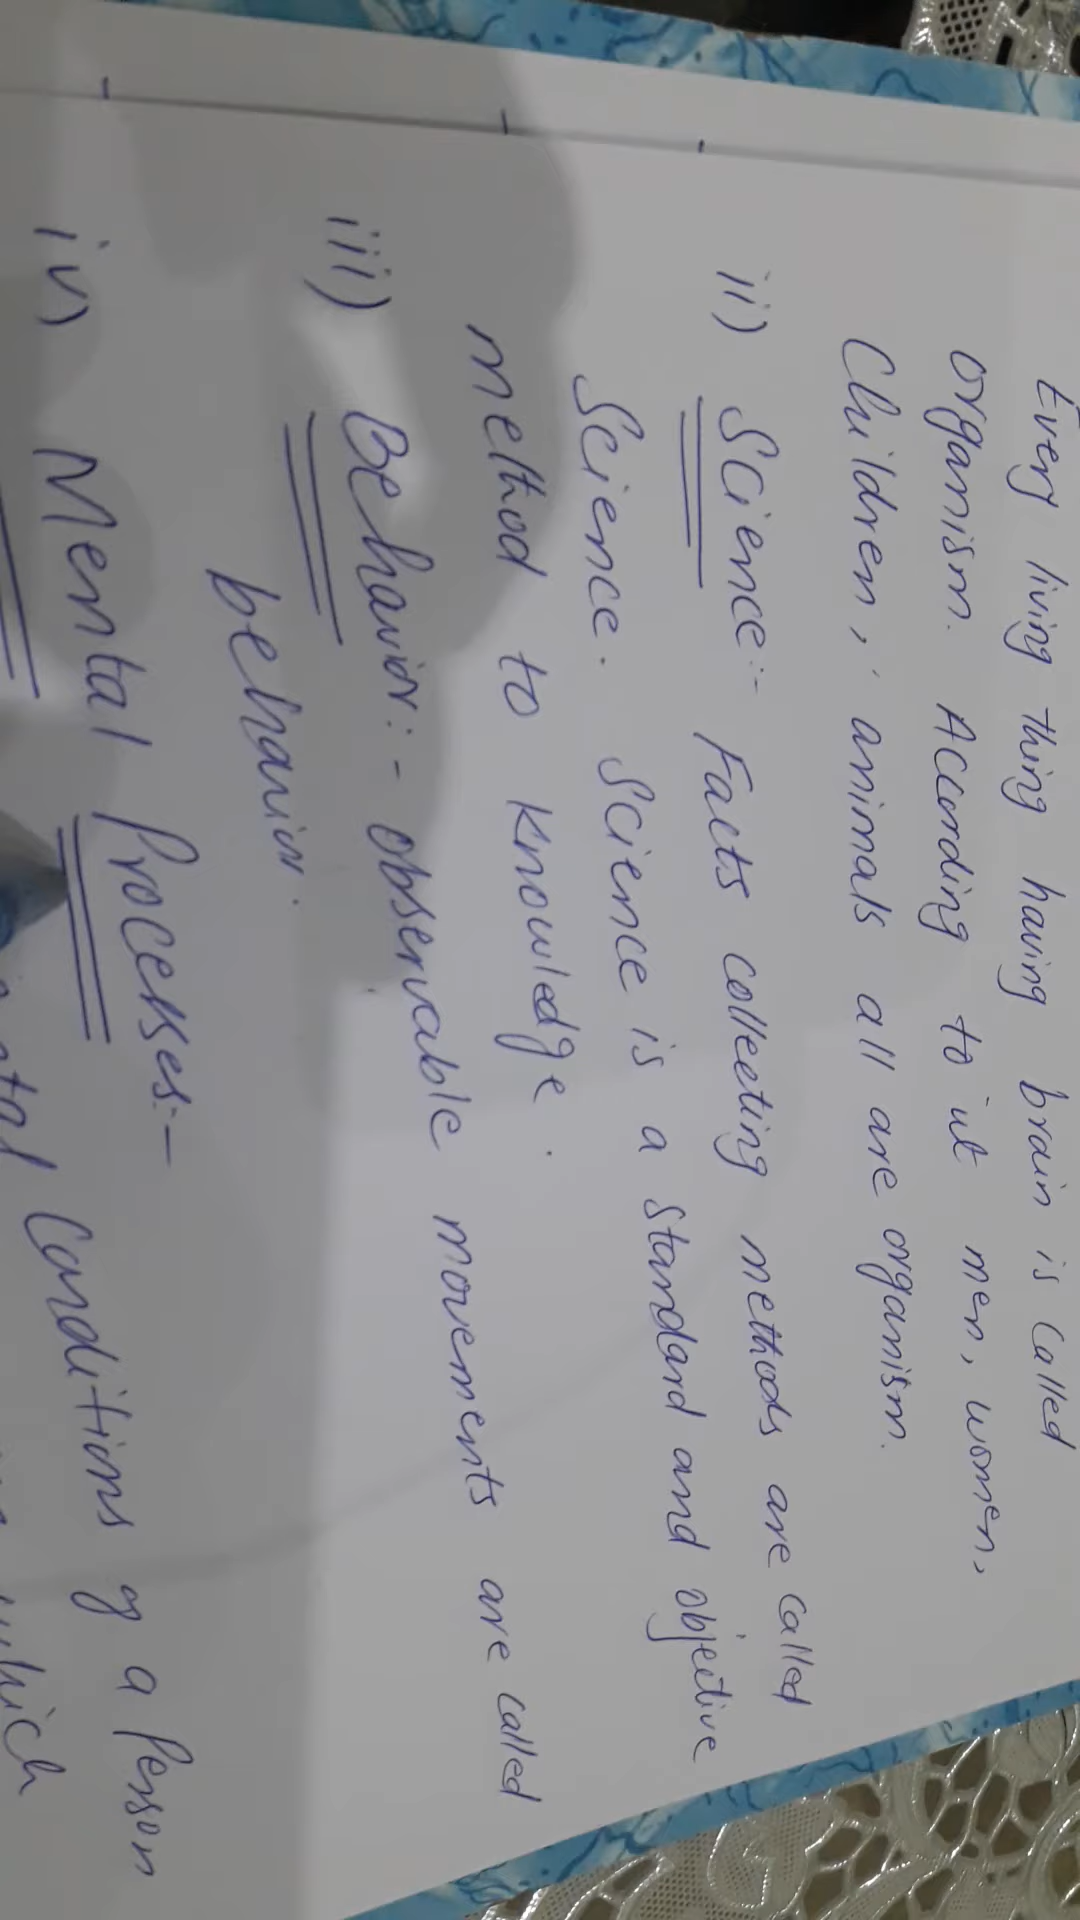 Every living thing having brain is called
organism. According to it men, women,
Children, animals all are organism.
ii) Science:- Facts collecting methods are called
Science. Science is a standard and objective
method to knowledge.
iii) Behavior:- observable movements are called
behavior.
iv) Mental Processes:-
Conditions of a Person
which